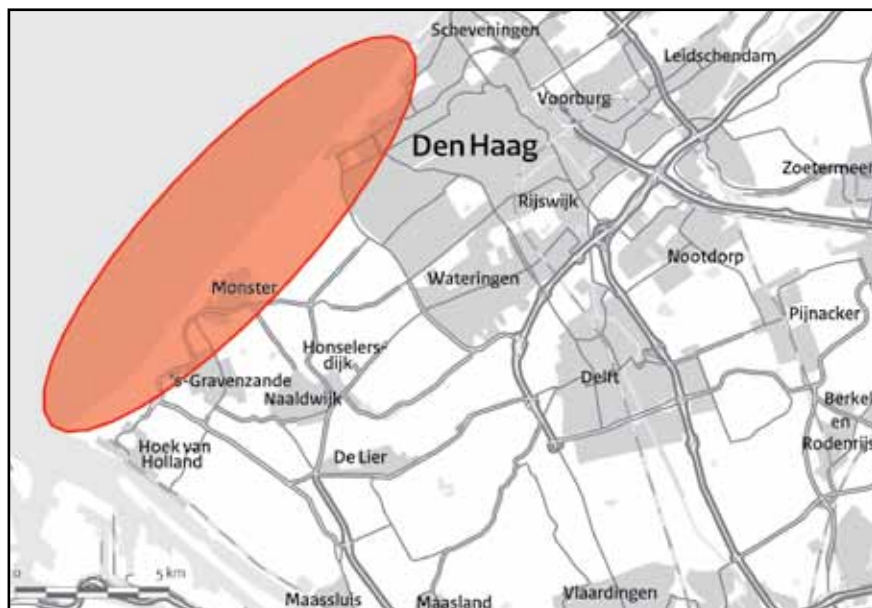 Scheveningen
Leidschendam
Voorburg
Den Haag
Zoetermeer
Rijswijk
Nootdorp
Wateringen
Monster
Pijnacker
Honselers-
dijk
's-Gravenzande
Delft
Naaldwijk
Berkel
en
Rodenrijs
Hoek van
Holland
De Lier
0 5 km
Maassluis
Maasland
Vlaardingen